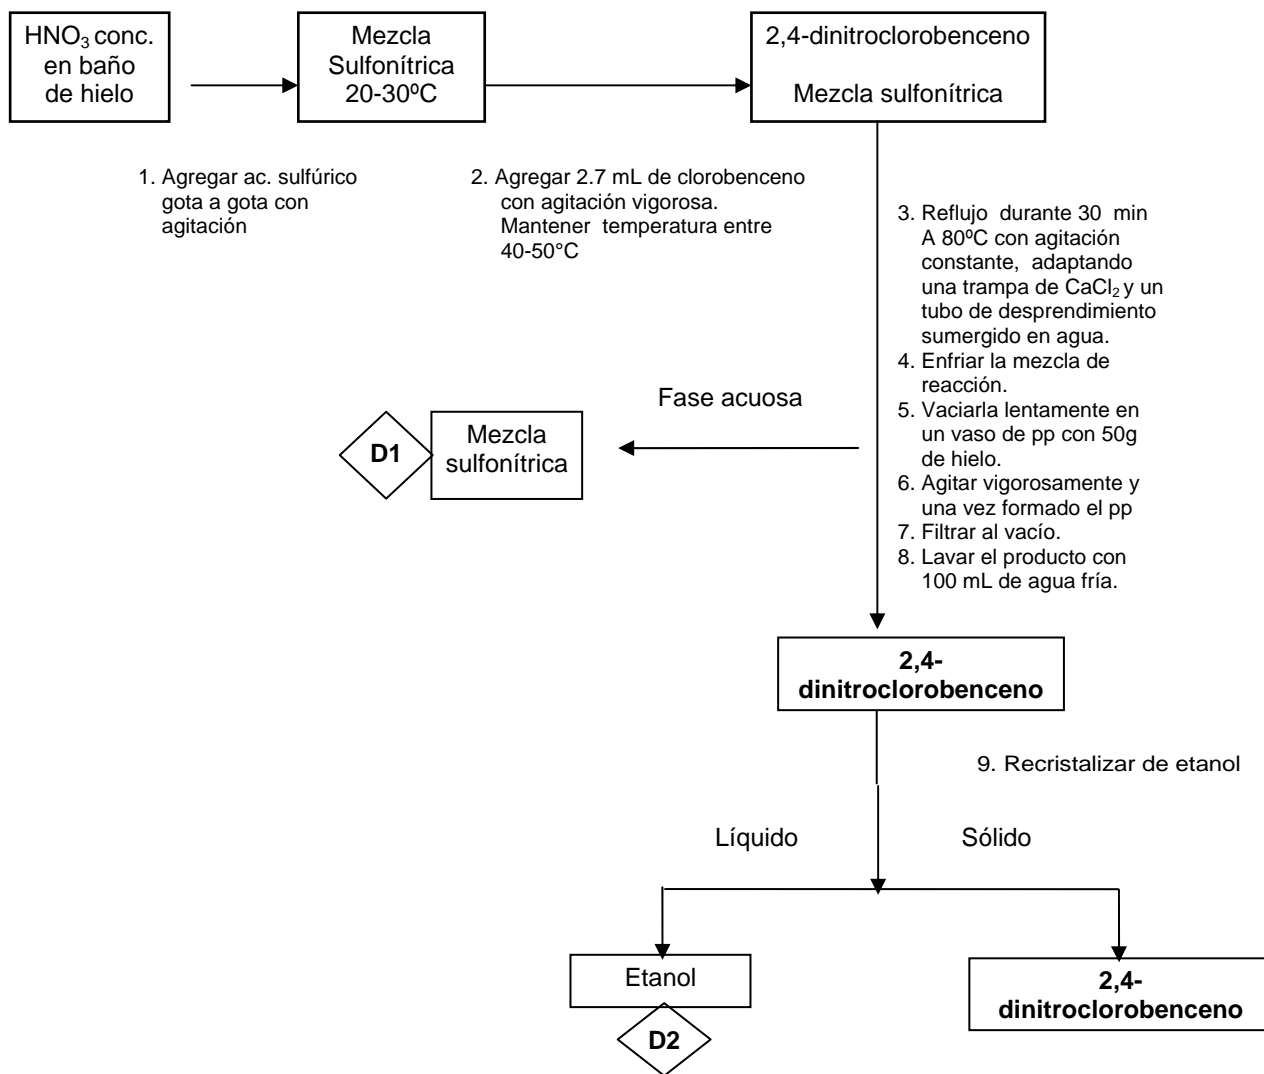 HNO3 conc.
en baño
de hielo
Mezcla
Sulfonítrica
20-30ºC
2,4-dinitroclorobenceno
Mezcla sulfonítrica
1. Agregar ac. sulfúrico
gota a gota con
agitación
2. Agregar 2.7 mL de clorobenceno
con agitación vigorosa.
Mantener temperatura entre
40-50°C
3. Reflujo durante 30 min
A 80ºC con agitación
constante, adaptando
una trampa de CaCl2 y un
tubo de desprendimiento
sumergido en agua.
4. Enfriar la mezcla de
reacción.
5. Vaciarla lentamente en
un vaso de pp con 50g
de hielo.
6. Agitar vigorosamente y
una vez formado el pp
7. Filtrar al vacío.
8. Lavar el producto con
100 mL de agua fría.
Fase acuosa
D1
Mezcla
sulfonítrica
2,4-
dinitroclorobenceno
9. Recristalizar de etanol
Líquido
Sólido
Etanol
D2
2,4-
dinitroclorobenceno